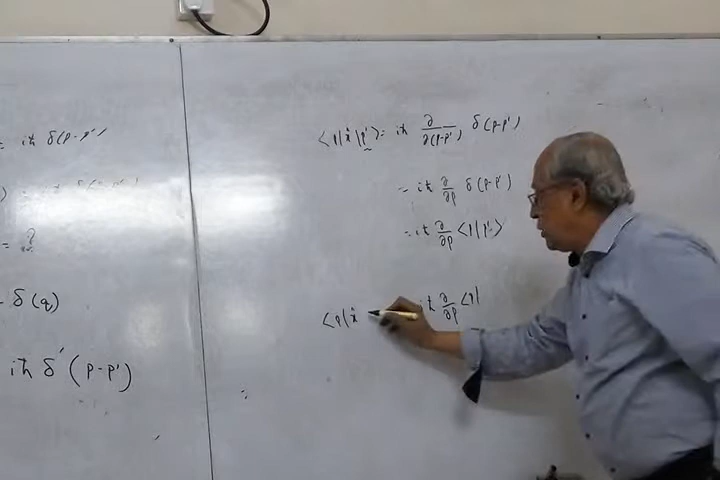 = iħ δ(p-p')
= - δ(q)
iħ δ'(p-p')
<p|x̂|p'> = iħ ∂/∂(p-p') δ(p-p')
= iħ ∂/∂p δ(p-p')
= iħ ∂/∂p <p|p'>
<p|x̂ iħ ∂/∂p <p|